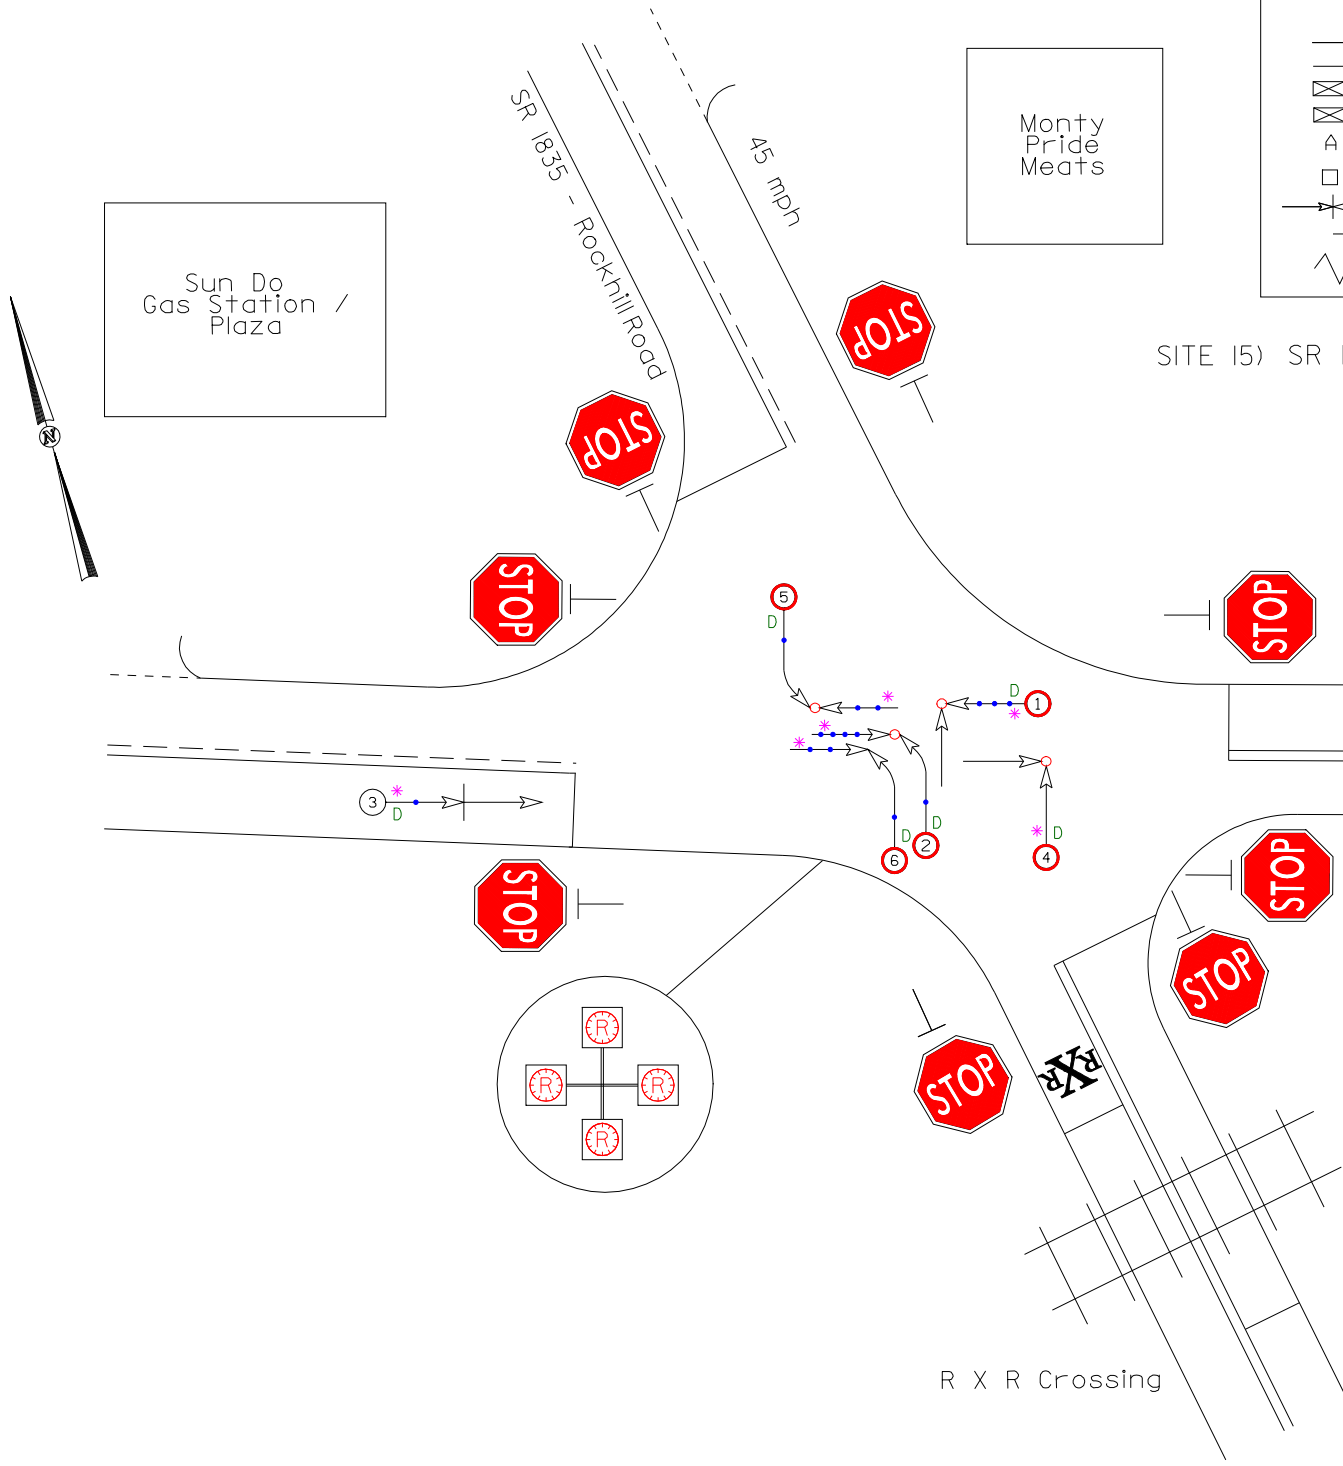 SR 1835 - Rockhill Road
45 mph
Monty
Pride
Meats
A
Sun Do
Gas Station /
Plaza
SITE 15) SR
N
STOP
STOP
STOP
STOP
5
D
*
D
1
*
*
*
3
*
D
D
D
6
2
*
D
4
STOP
STOP
STOP
STOP
R
R
R
R
RXR
R X R Crossing